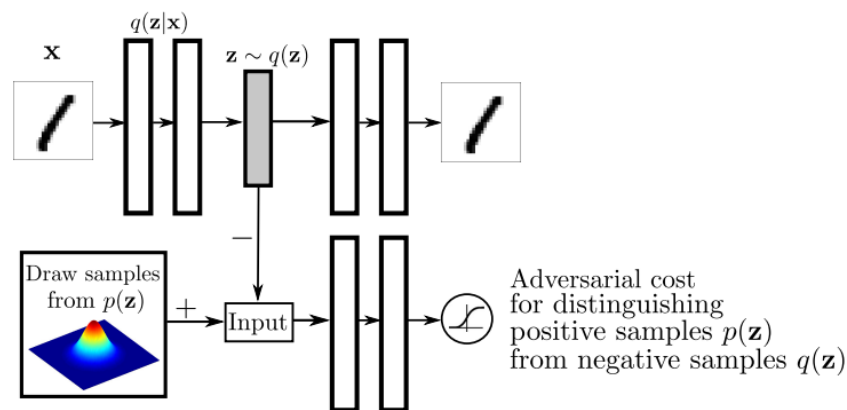 q(z|x)
x
z ∼ q(z)
−
Draw samples
from p(z)
+
Input
Adversarial cost
for distinguishing
positive samples p(z)
from negative samples q(z)